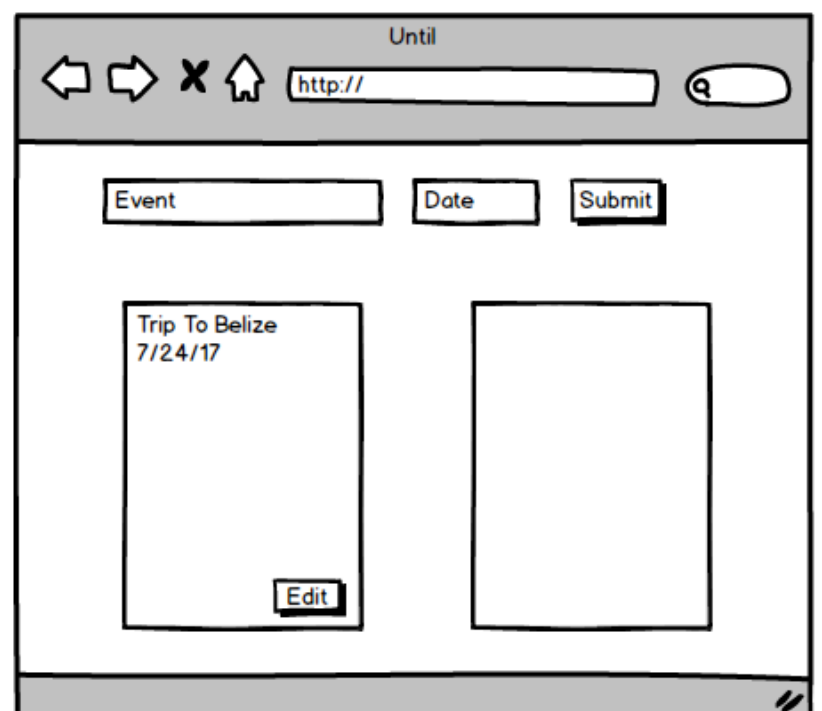 Until
http://
Event
Date
Submit
Trip To Belize
7/24/17
Edit